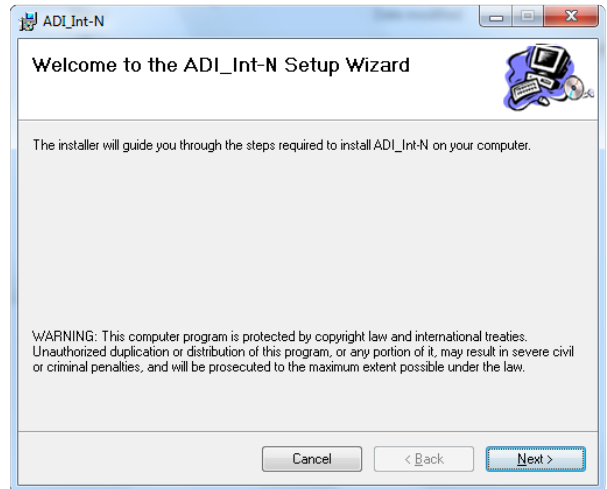 ADI_Int-N
Welcome to the ADI_Int-N Setup Wizard
The installer will guide you through the steps required to install ADI_Int-N on your computer.
WARNING: This computer program is protected by copyright law and international treaties.
Unauthorized duplication or distribution of this program, or any portion of it, may result in severe civil
or criminal penalties, and will be prosecuted to the maximum extent possible under the law.
Cancel
< Back
Next >